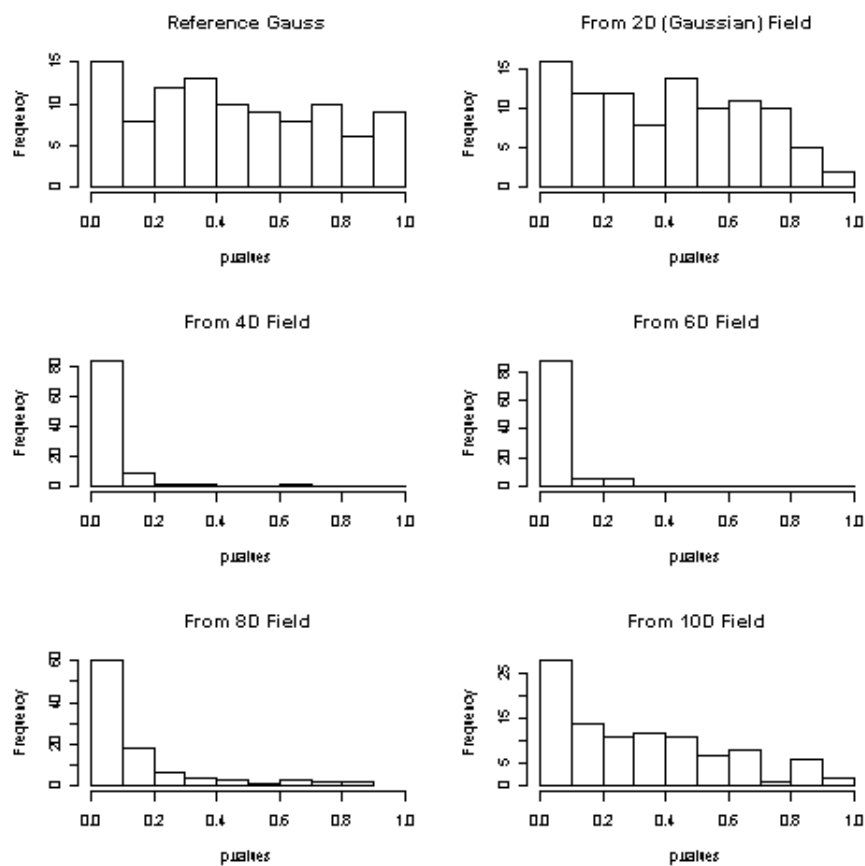 Reference Gauss
From 2D (Gaussian) Field
Frequency
15
10
5
0
0.0 0.2 0.4 0.6 0.8 1.0
pvalues
Frequency
15
10
5
0
0.0 0.2 0.4 0.6 0.8 1.0
pvalues
From 4D Field
From 6D Field
Frequency
80
60
40
20
0
0.0 0.2 0.4 0.6 0.8 1.0
pvalues
Frequency
80
60
40
20
0
0.0 0.2 0.4 0.6 0.8 1.0
pvalues
From 8D Field
From 10D Field
Frequency
60
40
20
0
0.0 0.2 0.4 0.6 0.8 1.0
pvalues
Frequency
25
15
5
0
0.0 0.2 0.4 0.6 0.8 1.0
pvalues